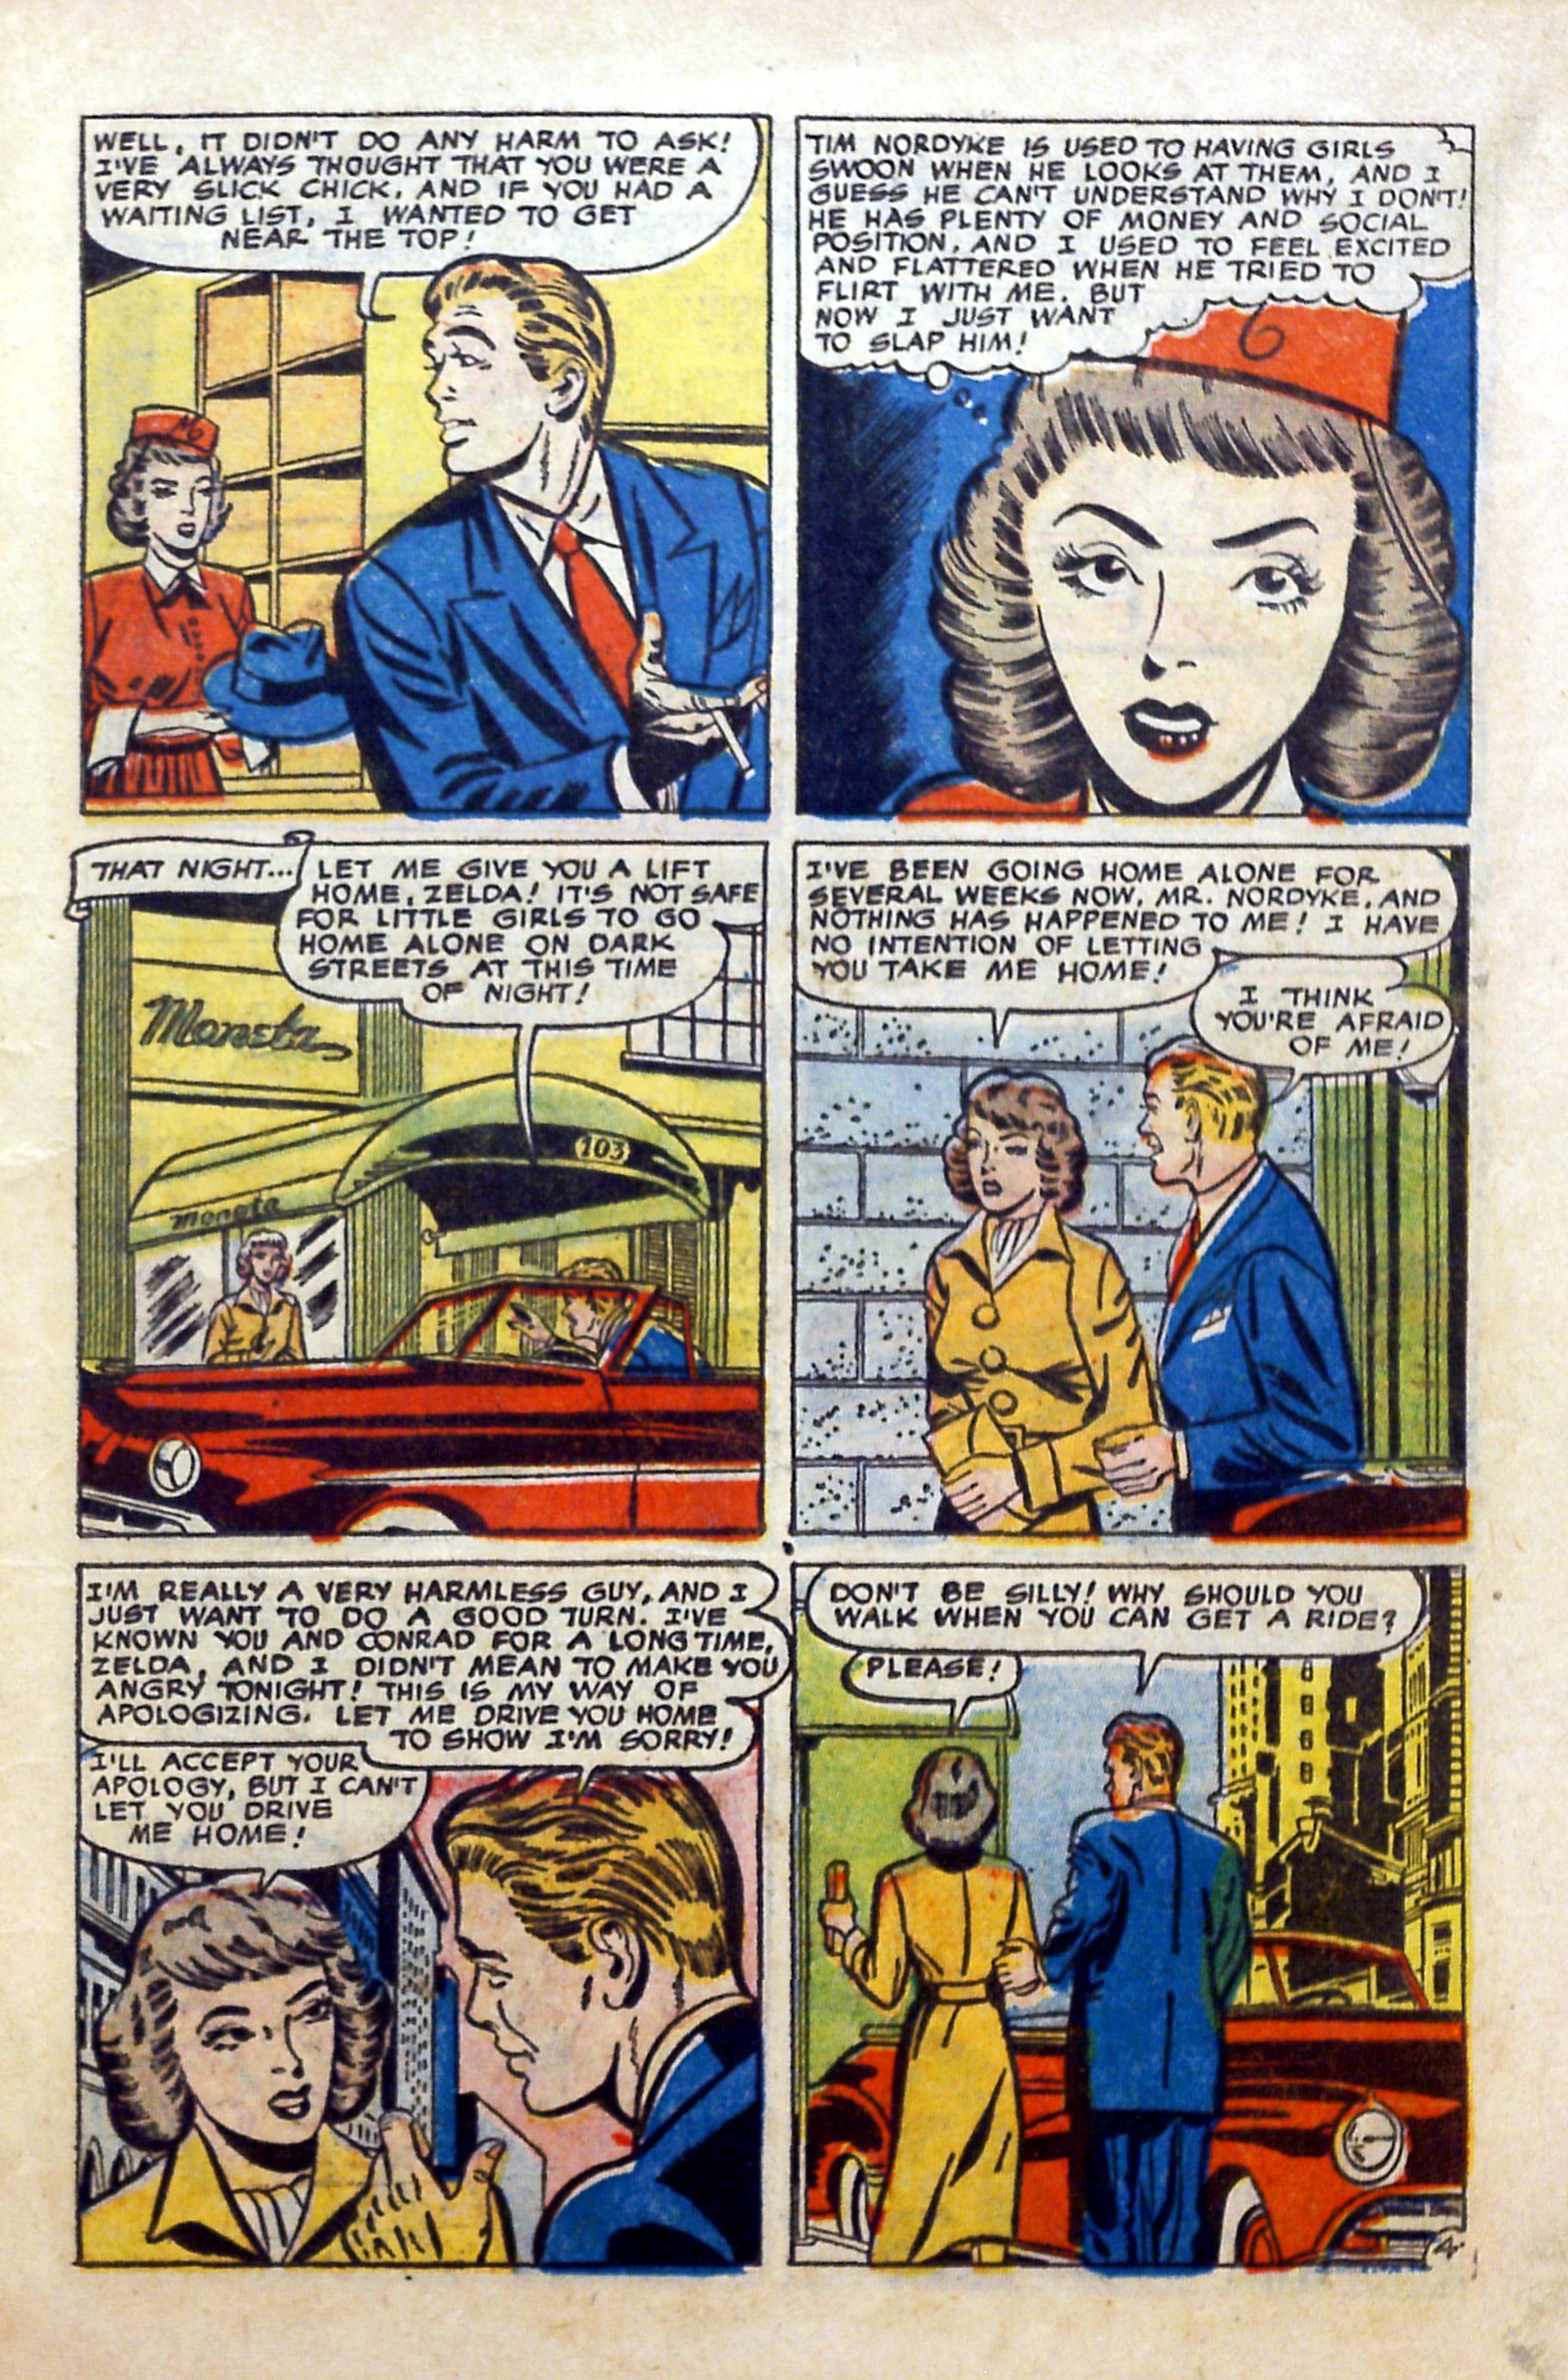 WELL, IT DIDN'T DO ANY HARM TO ASK!
I'VE ALWAYS THOUGHT THAT YOU WERE A
VERY SLICK CHICK, AND IF YOU HAD A
WAITING LIST, I WANTED TO GET
NEAR THE TOP!
TIM NORDYKE IS USED TO HAVING GIRLS
SWOON WHEN HE LOOKS AT THEM, AND I
GUESS HE CAN'T UNDERSTAND WHY I DON'T!
HE HAS PLENTY OF MONEY AND SOCIAL
POSITION, AND I USED TO FEEL EXCITED
AND FLATTERED WHEN HE TRIED TO
FLIRT WITH ME. BUT
NOW I JUST WANT
TO SLAP HIM!
THAT NIGHT...
LET ME GIVE YOU A LIFT
HOME, ZELDA! IT'S NOT SAFE
FOR LITTLE GIRLS TO GO
HOME ALONE ON DARK
STREETS AT THIS TIME
OF NIGHT!
Moneta
103
Moneta
I'VE BEEN GOING HOME ALONE FOR
SEVERAL WEEKS NOW, MR. NORDYKE, AND
NOTHING HAS HAPPENED TO ME! I HAVE
NO INTENTION OF LETTING
YOU TAKE ME HOME!
I THINK
YOU'RE AFRAID
OF ME!
I'M REALLY A VERY HARMLESS GUY, AND I
JUST WANT TO DO A GOOD TURN. I'VE
KNOWN YOU AND CONRAD FOR A LONG TIME,
ZELDA, AND I DIDN'T MEAN TO MAKE YOU
ANGRY TONIGHT! THIS IS MY WAY OF
APOLOGIZING. LET ME DRIVE YOU HOME
TO SHOW I'M SORRY!
I'LL ACCEPT YOUR
APOLOGY, BUT I CAN'T
LET YOU DRIVE
ME HOME!
DON'T BE SILLY! WHY SHOULD YOU
WALK WHEN YOU CAN GET A RIDE?
PLEASE!
4